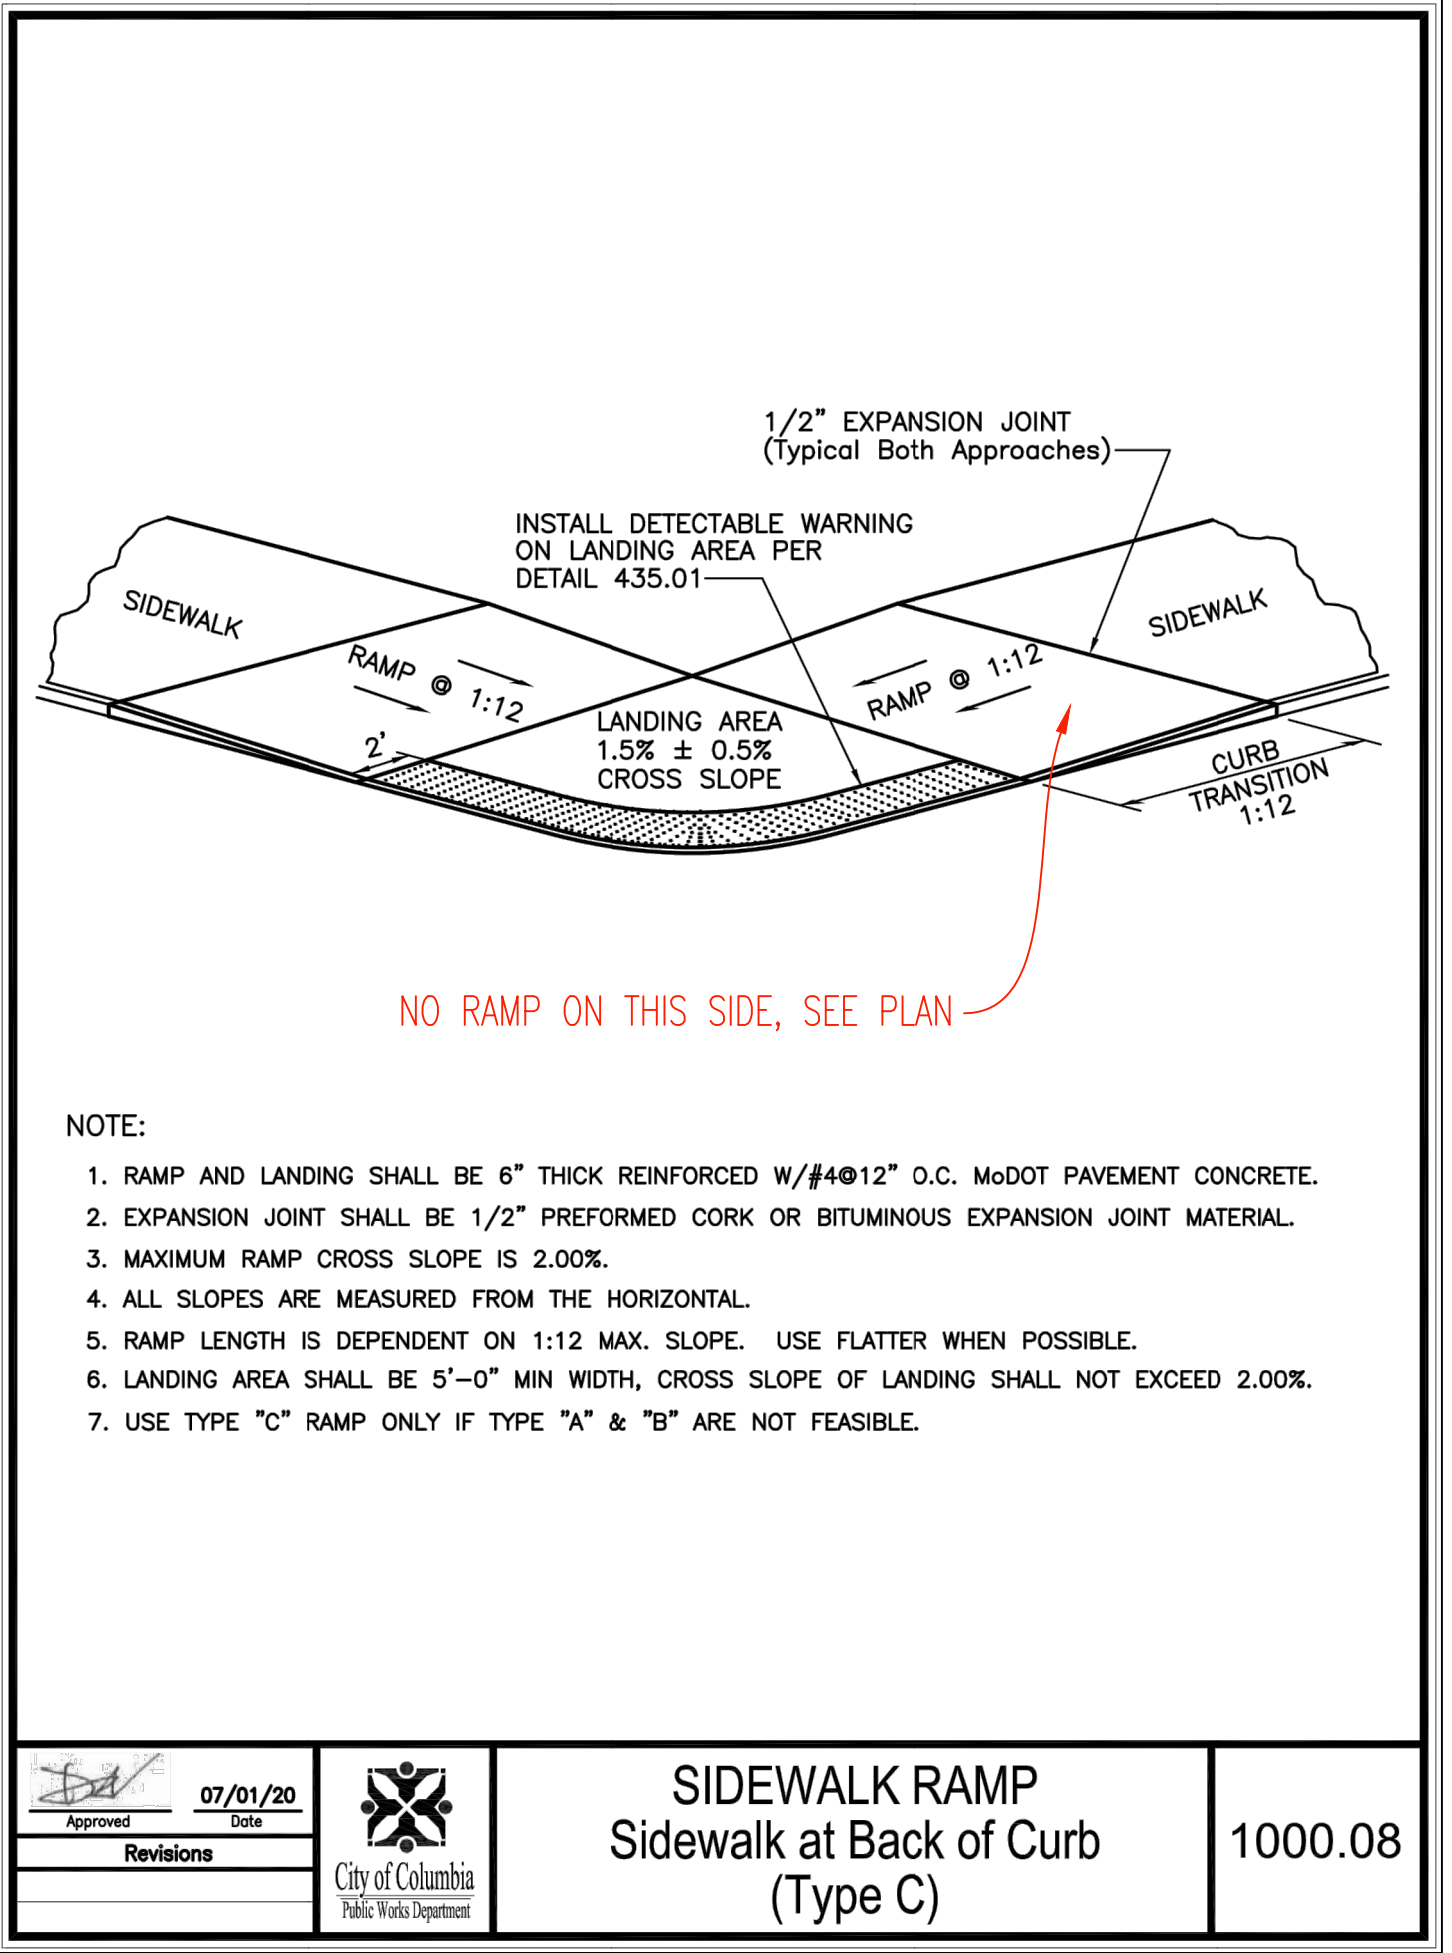 1/2" EXPANSION JOINT
(Typical Both Approaches)
INSTALL DETECTABLE WARNING
ON LANDING AREA PER
DETAIL 435.01
SIDEWALK
SIDEWALK
RAMP @ 1:12
RAMP @ 1:12
2'
LANDING AREA
1.5% ± 0.5%
CROSS SLOPE
CURB
TRANSITION
1:12
NO RAMP ON THIS SIDE, SEE PLAN
NOTE:
1. RAMP AND LANDING SHALL BE 6" THICK REINFORCED W/#4@12" O.C. MoDOT PAVEMENT CONCRETE.
2. EXPANSION JOINT SHALL BE 1/2" PREFORMED CORK OR BITUMINOUS EXPANSION JOINT MATERIAL.
3. MAXIMUM RAMP CROSS SLOPE IS 2.00%.
4. ALL SLOPES ARE MEASURED FROM THE HORIZONTAL.
5. RAMP LENGTH IS DEPENDENT ON 1:12 MAX. SLOPE. USE FLATTER WHEN POSSIBLE.
6. LANDING AREA SHALL BE 5'-0" MIN WIDTH, CROSS SLOPE OF LANDING SHALL NOT EXCEED 2.00%.
7. USE TYPE "C" RAMP ONLY IF TYPE "A" & "B" ARE NOT FEASIBLE.
07/01/20
Approved Date
Revisions
City of Columbia
Public Works Department
SIDEWALK RAMP
Sidewalk at Back of Curb
(Type C)
1000.08